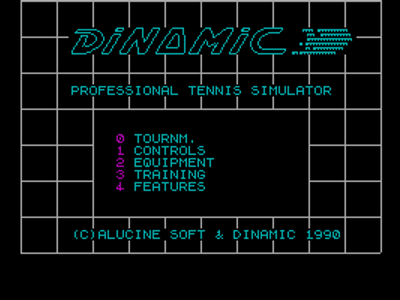 DiNAMiC
PROFESSIONAL TENNIS SIMULATOR
0 TOURNM.
1 CONTROLS
2 EQUIPMENT
3 TRAINING
4 FEATURES
(C)ALUCINE SOFT & DINAMIC 1990